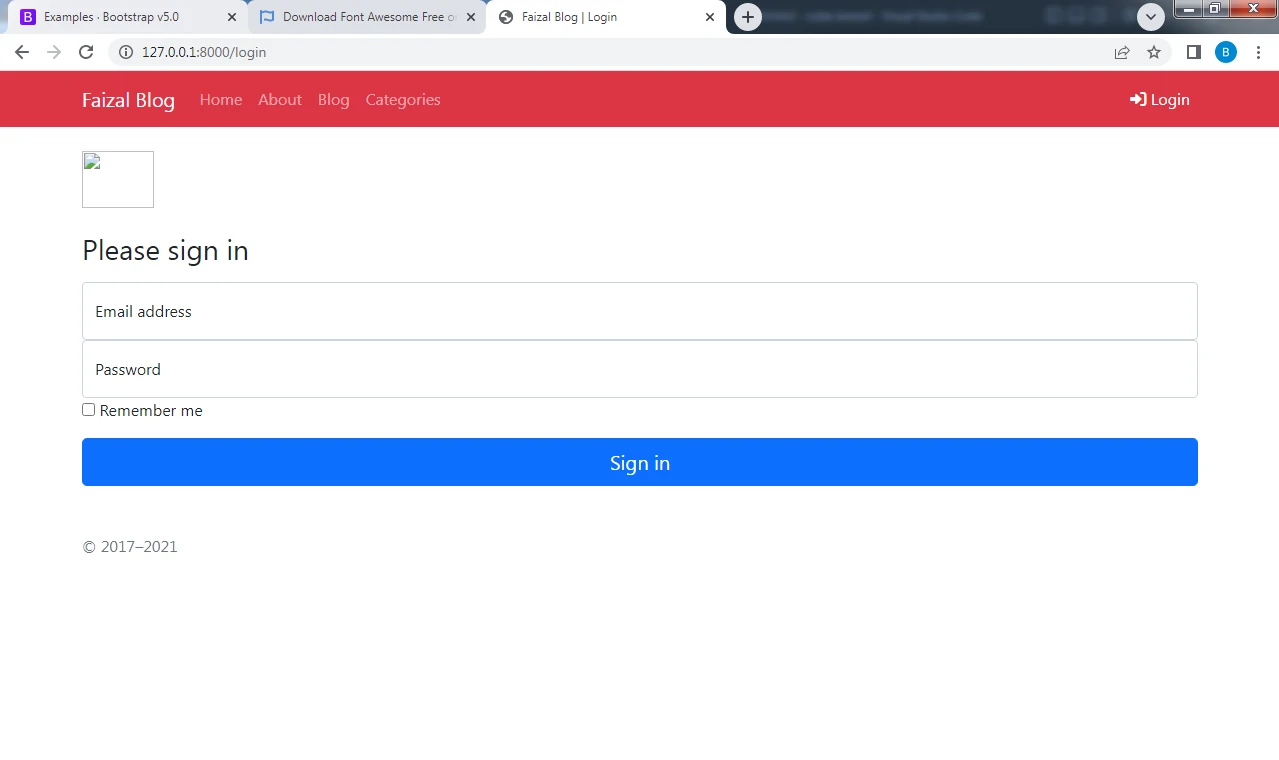 Examples · Bootstrap v5.0
Download Font Awesome Free o
Faizal Blog | Login
127.0.0.1:8000/login
B
Faizal Blog
Home
About
Blog
Categories
Login
Please sign in
Email address
Password
Remember me
Sign in
© 2017–2021